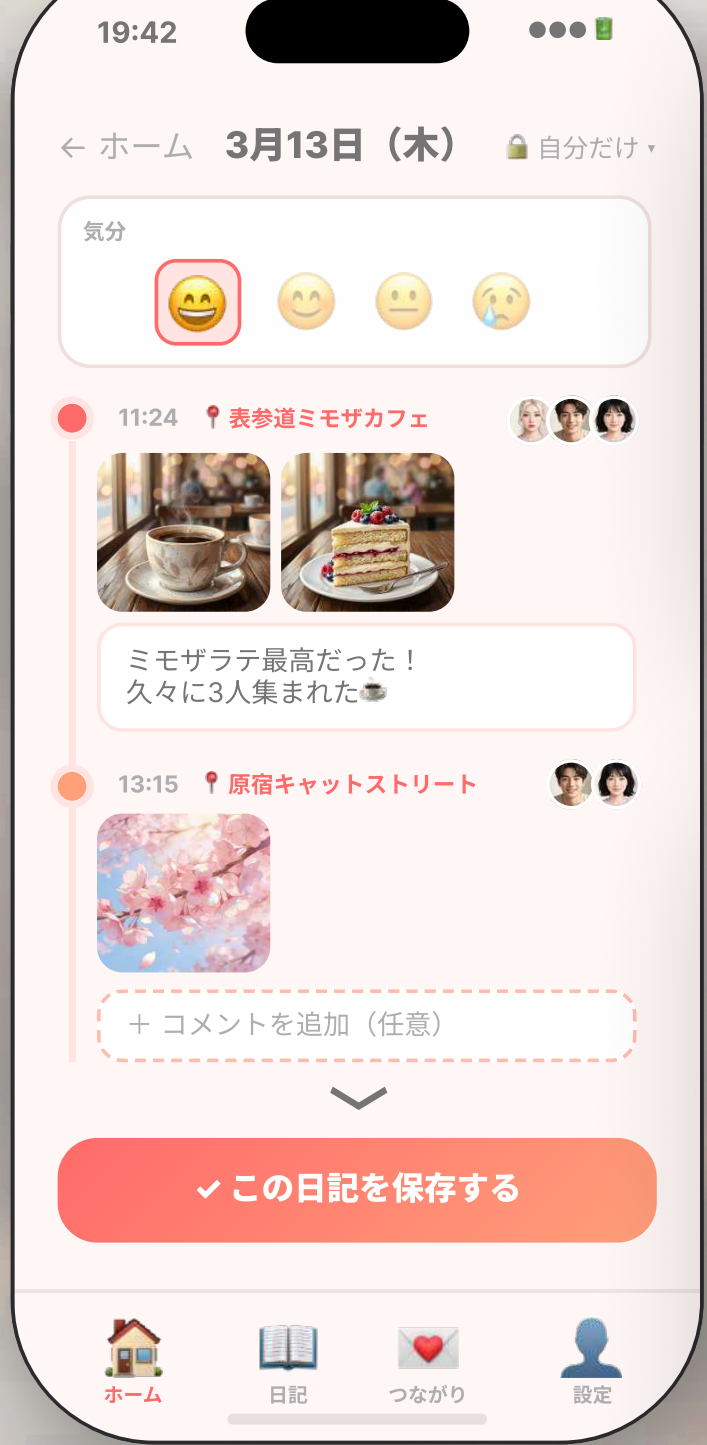 19:42
← ホーム 3月13日（木） 自分だけ ▾
気分
11:24 表参道ミモザカフェ
ミモザラテ最高だった！
久々に3人集まれた☕
13:15 原宿キャットストリート
＋ コメントを追加（任意）
✓ この日記を保存する
ホーム 日記 つながり 設定